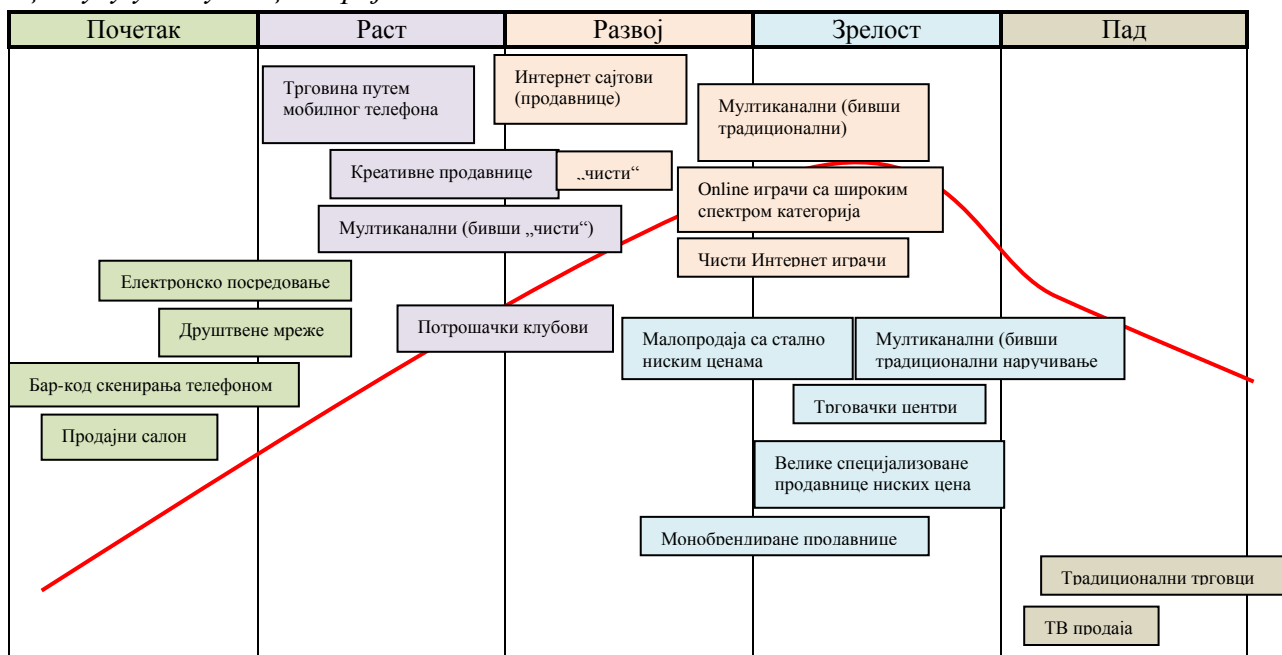 Почетак Раст Развој Зрелост Пад
Трговина путем
мобилног телефона
Интернет сајтови
(продавнице)
Мултиканални (бивши
традиционални)
Креативне продавнице
„чисти“
Online играчи са широким
спектром категорија
Мултиканални (бивши „чисти“)
Чисти Интернет играчи
Електронско посредовање
Друштвене мреже
Потрошачки клубови
Малопродаја са стално
ниским ценама
Мултиканални (бивши
традиционални наручивање
Бар-код скенирања телефоном
Трговачки центри
Продајни салон
Велике специјализоване
продавнице ниских цена
Монобрендиране продавнице
Традиционални трговци
ТВ продаја